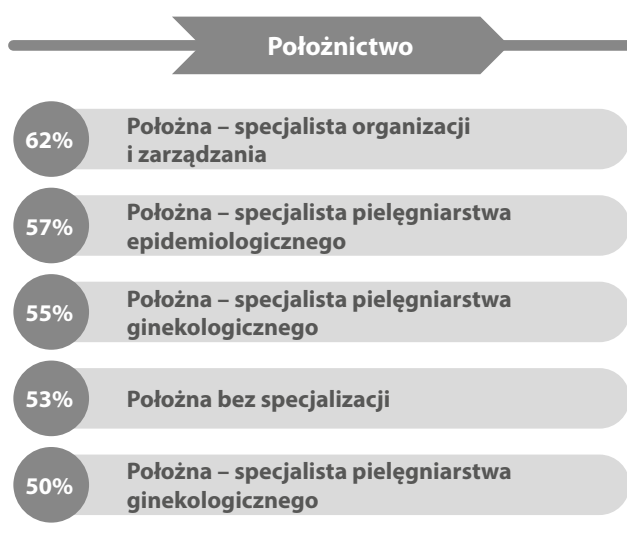 Położnictwo
62%
Położna – specjalista organizacji
i zarządzania
57%
Położna – specjalista pielęgniarstwa
epidemiologicznego
55%
Położna – specjalista pielęgniarstwa
ginekologicznego
53%
Położna bez specjalizacji
50%
Położna – specjalista pielęgniarstwa
ginekologicznego